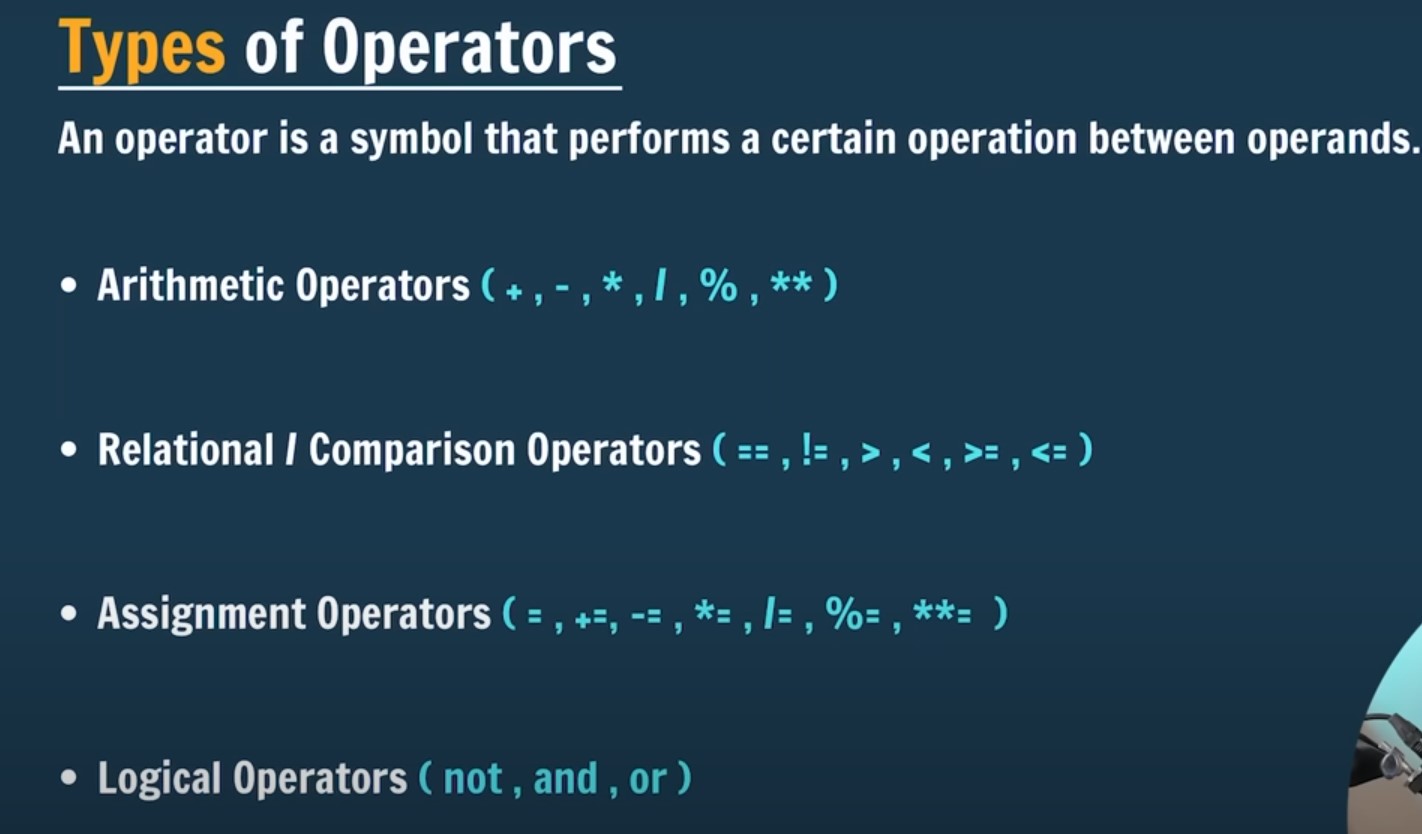 Types of Operators
An operator is a symbol that performs a certain operation between operands.
• Arithmetic Operators ( + , - , * , / , % , ** )
• Relational / Comparison Operators ( == , != , > , < , >= , <= )
• Assignment Operators ( = , +=, -= , *= , /= , %= , **= )
• Logical Operators ( not , and , or )